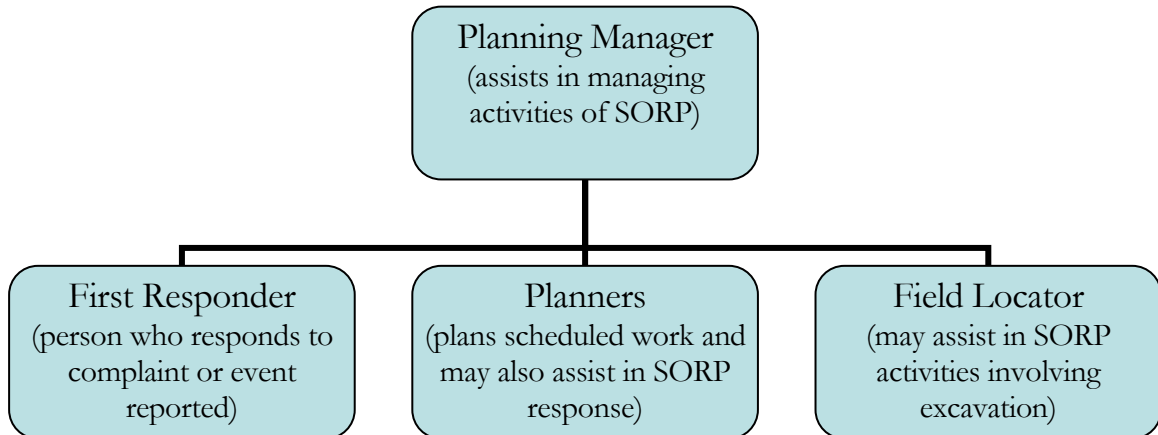 Planning Manager
(assists in managing
activities of SORP)
First Responder
(person who responds to
complaint or event
reported)
Planners
(plans scheduled work and
may also assist in SORP
response)
Field Locator
(may assist in SORP
activities involving
excavation)